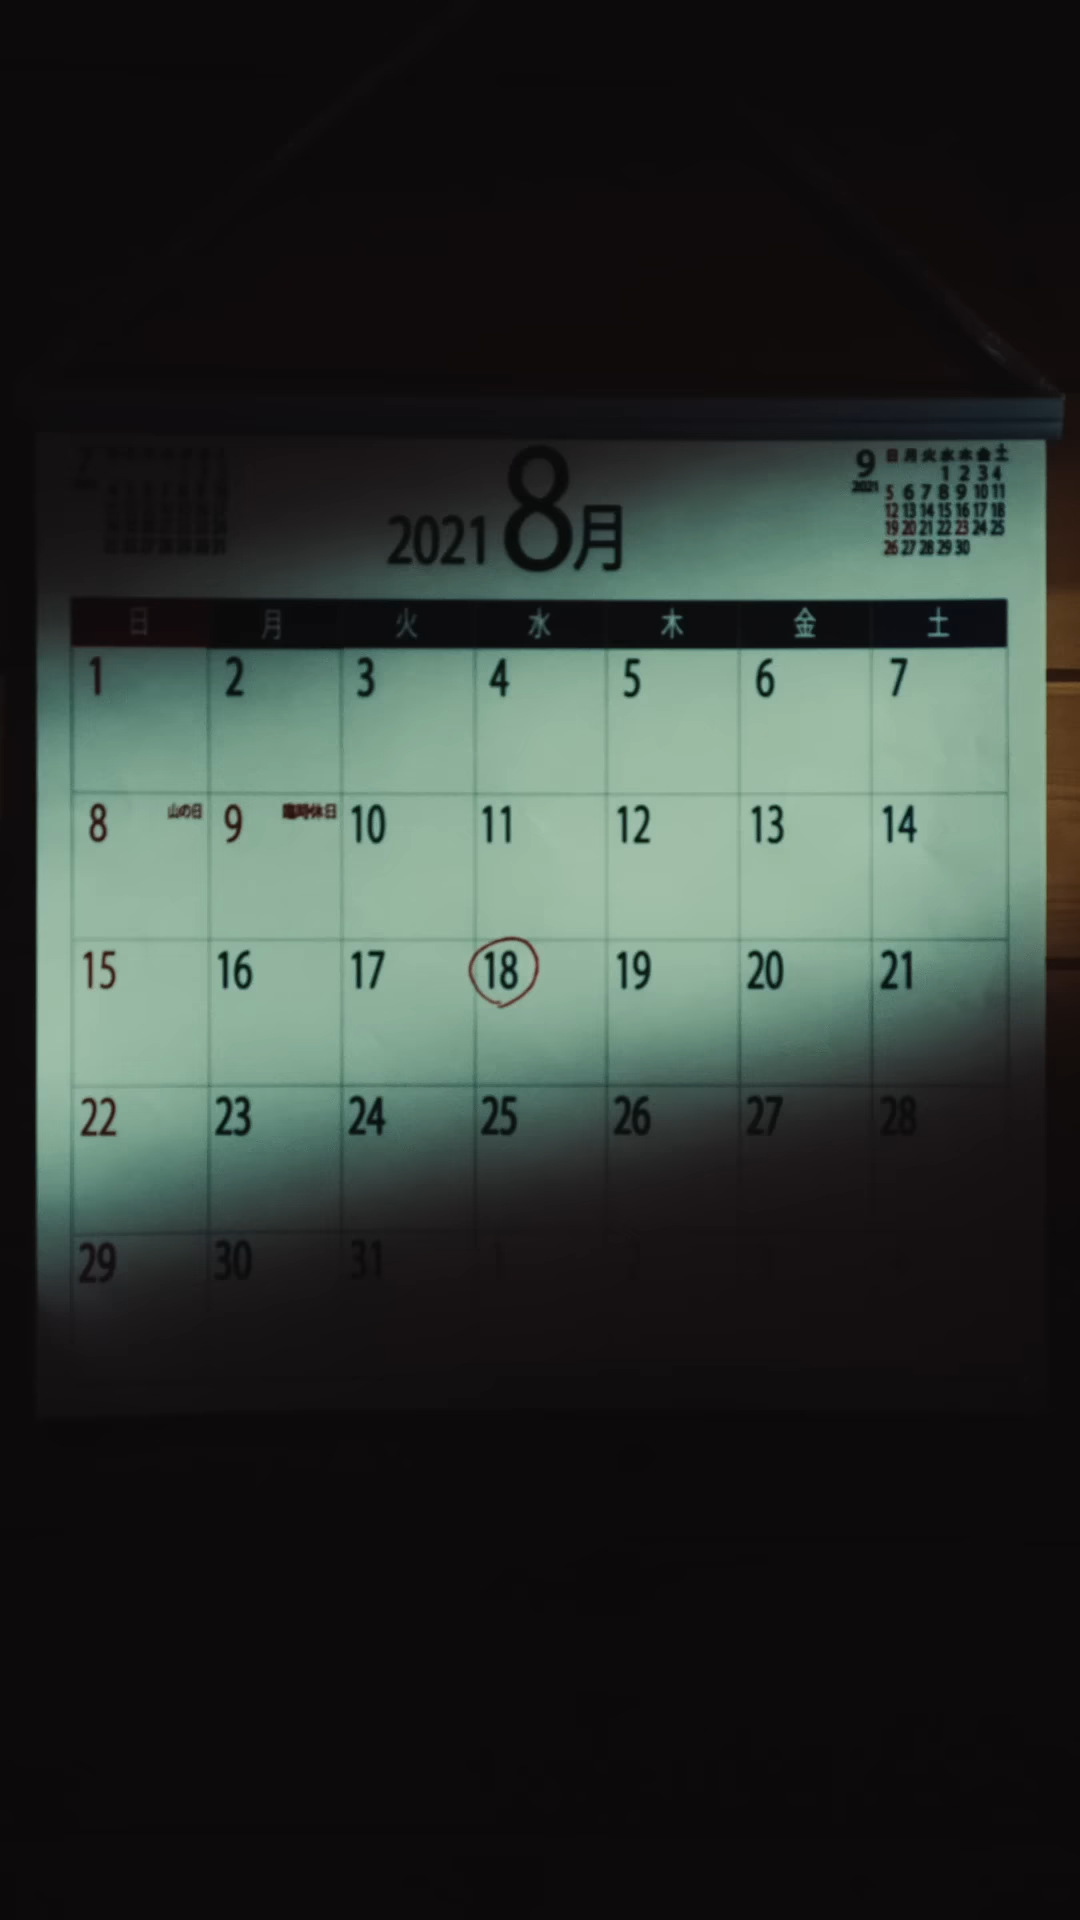 2021 8月
9 日 月 火 水 木 金 土
2021
1 2 3 4
5 6 7 8 9 10 11
12 13 14 15 16 17 18
19 20 21 22 23 24 25
26 27 28 29 30
日 月 火 水 木 金 土
1 2 3 4 5 6 7
8 山の日 9 臨時休日 10 11 12 13 14
15 16 17 18 19 20 21
22 23 24 25 26 27 28
29 30 31 1 2